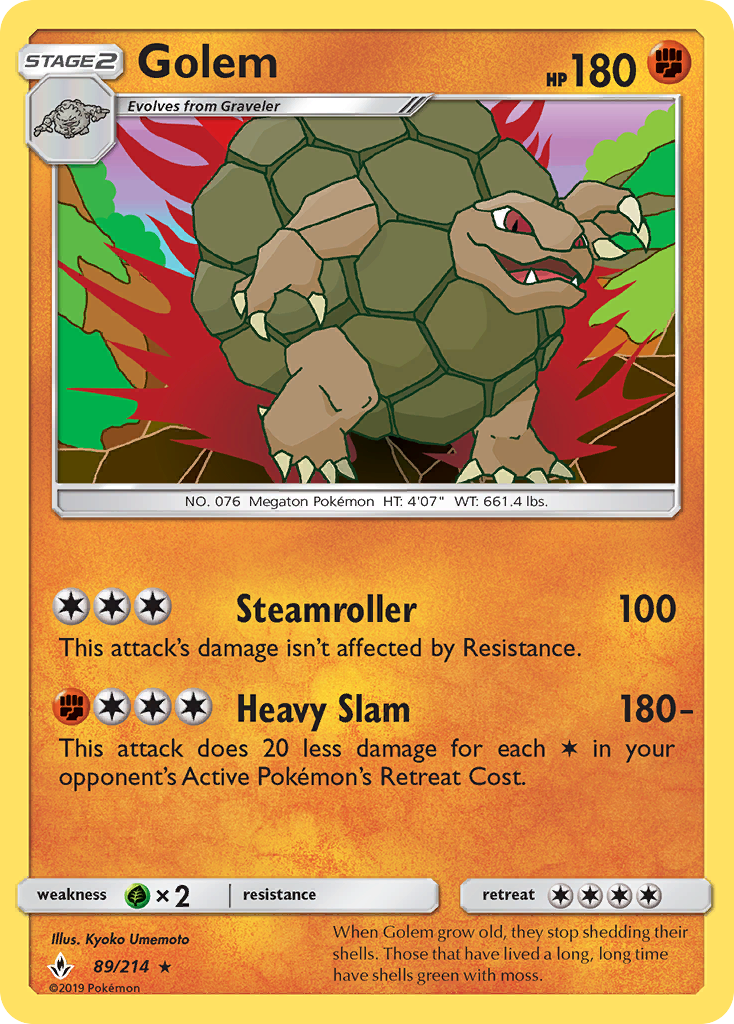 STAGE2
Golem
HP 180
Evolves from Graveler
NO. 076 Megaton Pokémon HT: 4'07" WT: 661.4 lbs.
Steamroller 100
This attack's damage isn't affected by Resistance.
Heavy Slam 180-
This attack does 20 less damage for each ✶ in your
opponent's Active Pokémon's Retreat Cost.
weakness ×2 resistance retreat
Illus. Kyoko Umemoto
89/214 ★
©2019 Pokémon
When Golem grow old, they stop shedding their
shells. Those that have lived a long, long time
have shells green with moss.